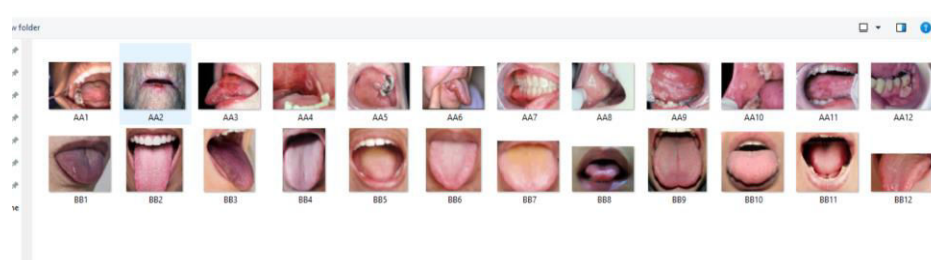 w folder
AA1 AA2 AA3 AA4 AA5 AA6 AA7 AA8 AA9 AA10 AA11 AA12
BB1 BB2 BB3 BB4 BB5 BB6 BB7 BB8 BB9 BB10 BB11 BB12
ne